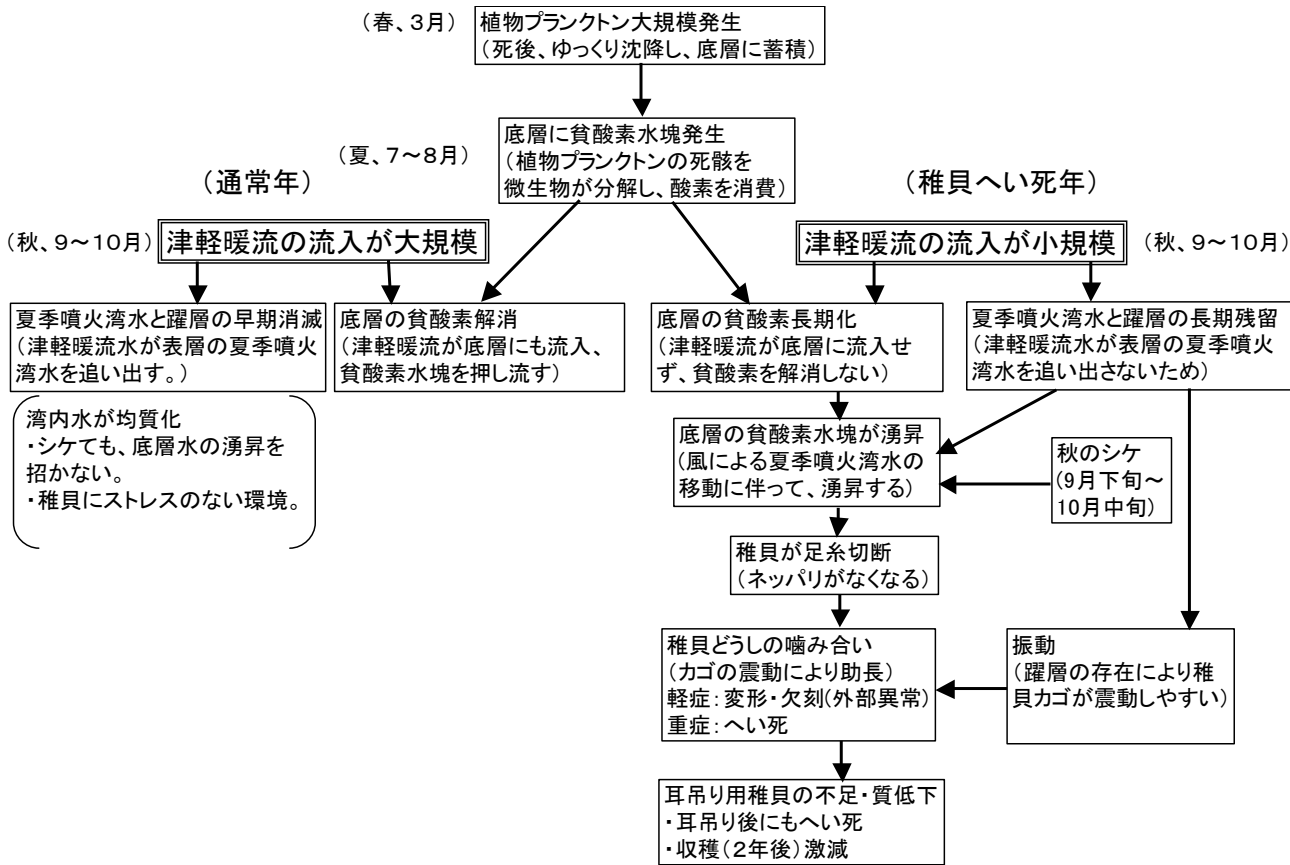 (春、3月)
植物プランクトン大規模発生
(死後、ゆっくり沈降し、底層に蓄積)
(夏、7～8月)
底層に貧酸素水塊発生
(植物プランクトンの死骸を
微生物が分解し、酸素を消費)
(通常年)
(稚貝へい死年)
(秋、9～10月)
津軽暖流の流入が大規模
津軽暖流の流入が小規模
(秋、9～10月)
夏季噴火湾水と躍層の早期消滅
(津軽暖流水が表層の夏季噴火
湾水を追い出す。)
底層の貧酸素解消
(津軽暖流が底層にも流入、
貧酸素水塊を押し流す)
底層の貧酸素長期化
(津軽暖流が底層に流入せ
ず、貧酸素を解消しない)
夏季噴火湾水と躍層の長期残留
(津軽暖流水が表層の夏季噴火
湾水を追い出さないため)
湾内水が均質化
・シケても、底層水の湧昇を
招かない。
・稚貝にストレスのない環境。
底層の貧酸素水塊が湧昇
(風による夏季噴火湾水の
移動に伴って、湧昇する)
秋のシケ
(9月下旬～
10月中旬)
稚貝が足糸切断
(ネッパリがなくなる)
稚貝どうしの噛み合い
(カゴの震動により助長)
軽症:変形・欠刻(外部異常)
重症:へい死
振動
(躍層の存在により稚
貝カゴが震動しやすい)
耳吊り用稚貝の不足・質低下
・耳吊り後にもへい死
・収穫(2年後)激減